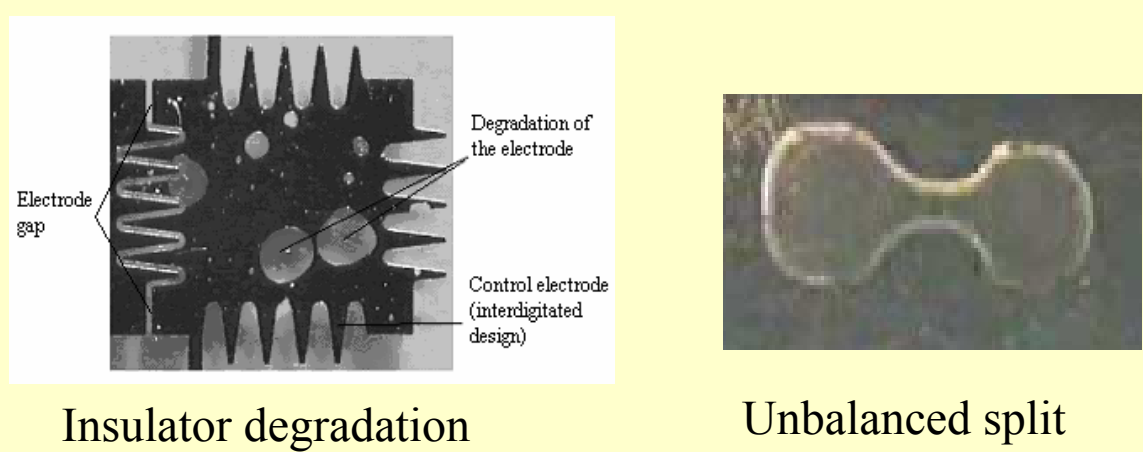 Degradation of
the electrode
Electrode
gap
Control electrode
(interdigitated
design)
Insulator degradation
Unbalanced split